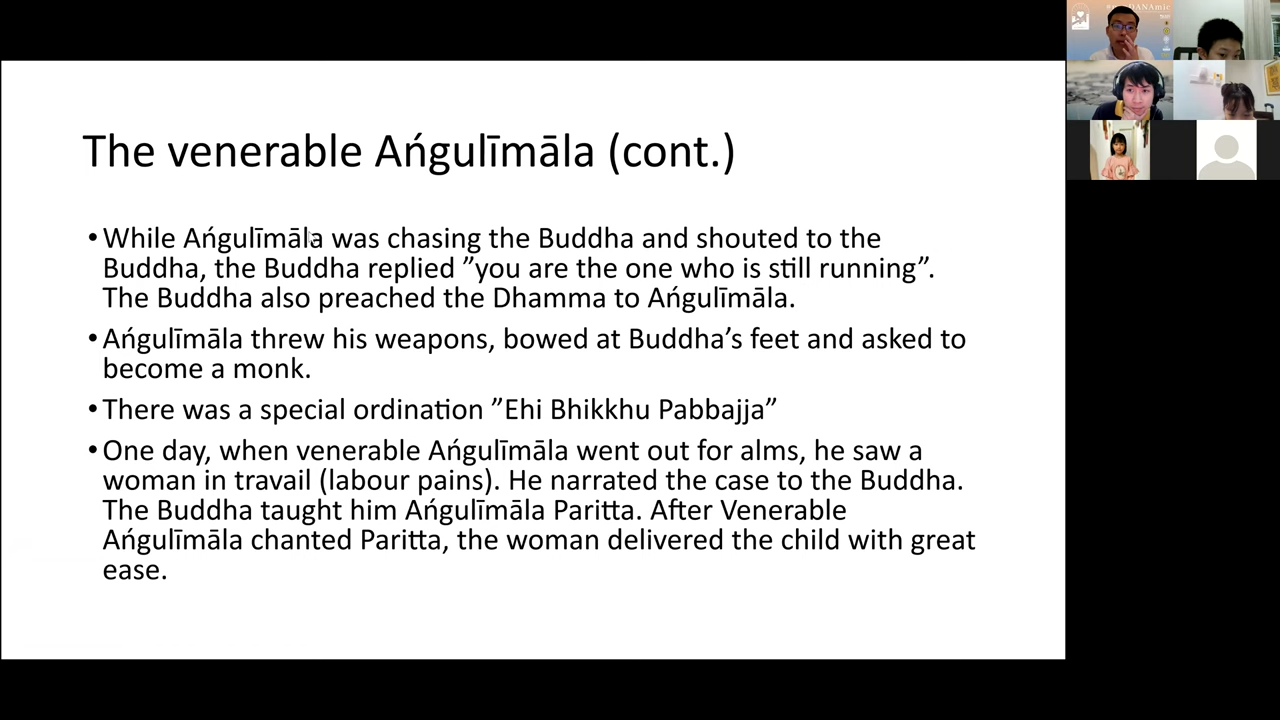 The venerable Ańgulīmāla (cont.)
•While Ańgulīmāla was chasing the Buddha and shouted to the
Buddha, the Buddha replied ”you are the one who is still running”.
The Buddha also preached the Dhamma to Ańgulīmāla.
•Ańgulīmāla threw his weapons, bowed at Buddha’s feet and asked to
become a monk.
•There was a special ordination ”Ehi Bhikkhu Pabbajja”
•One day, when venerable Ańgulīmāla went out for alms, he saw a
woman in travail (labour pains). He narrated the case to the Buddha.
The Buddha taught him Ańgulīmāla Paritta. After Venerable
Ańgulīmāla chanted Paritta, the woman delivered the child with great
ease.